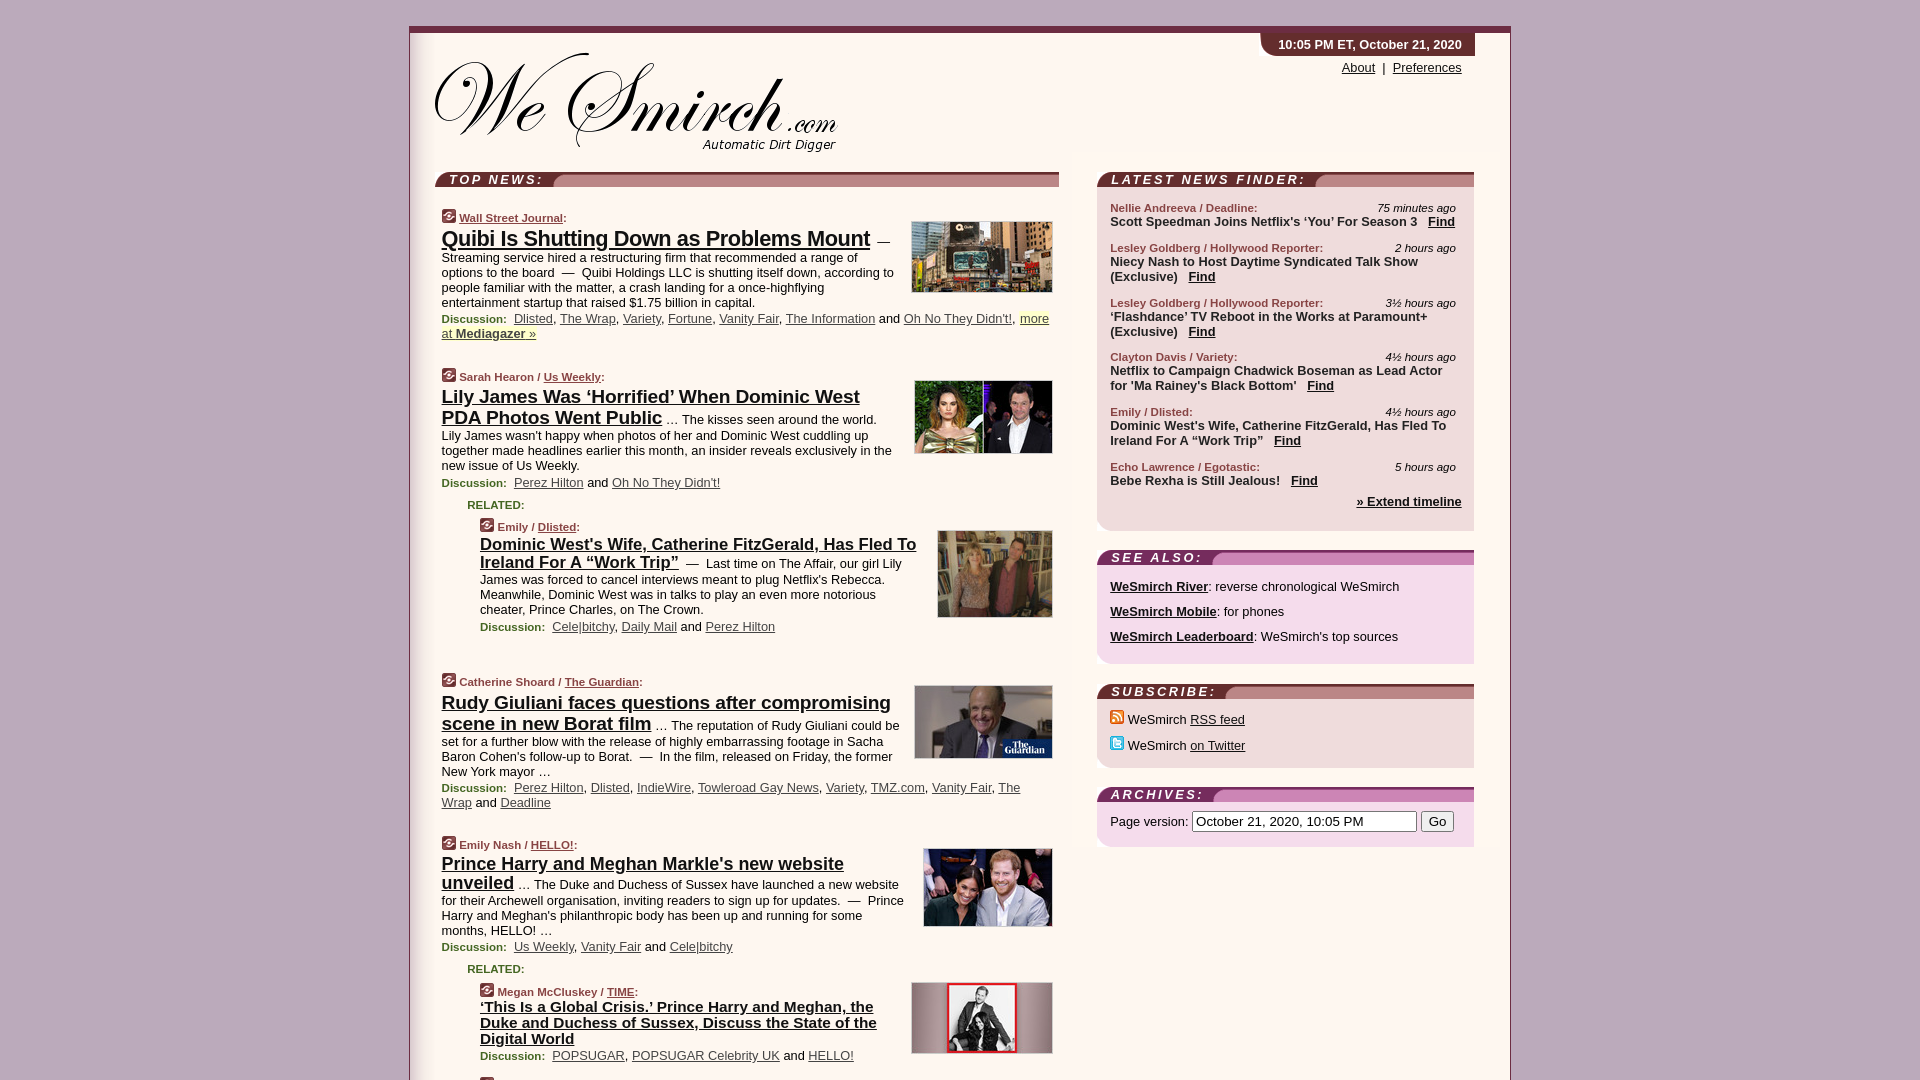 10:05 PM ET, October 21, 2020
About | Preferences
We Smirch.com
Automatic Dirt Digger
TOP NEWS:
Wall Street Journal:
Quibi Is Shutting Down as Problems Mount —
Streaming service hired a restructuring firm that recommended a range of
options to the board — Quibi Holdings LLC is shutting itself down, according to
people familiar with the matter, a crash landing for a once-highflying
entertainment startup that raised $1.75 billion in capital.
Discussion: Dlisted, The Wrap, Variety, Fortune, Vanity Fair, The Information and Oh No They Didn't!, more
at Mediagazer »
Sarah Hearon / Us Weekly:
Lily James Was ‘Horrified’ When Dominic West
PDA Photos Went Public … The kisses seen around the world.
Lily James wasn't happy when photos of her and Dominic West cuddling up
together made headlines earlier this month, an insider reveals exclusively in the
new issue of Us Weekly.
Discussion: Perez Hilton and Oh No They Didn't!
RELATED:
Emily / Dlisted:
Dominic West's Wife, Catherine FitzGerald, Has Fled To
Ireland For A “Work Trip” — Last time on The Affair, our girl Lily
James was forced to cancel interviews meant to plug Netflix's Rebecca.
Meanwhile, Dominic West was in talks to play an even more notorious
cheater, Prince Charles, on The Crown.
Discussion: Cele|bitchy, Daily Mail and Perez Hilton
Catherine Shoard / The Guardian:
Rudy Giuliani faces questions after compromising
scene in new Borat film … The reputation of Rudy Giuliani could be
set for a further blow with the release of highly embarrassing footage in Sacha
Baron Cohen's follow-up to Borat. — In the film, released on Friday, the former
New York mayor …
The
Guardian
Discussion: Perez Hilton, Dlisted, IndieWire, Towleroad Gay News, Variety, TMZ.com, Vanity Fair, The
Wrap and Deadline
Emily Nash / HELLO!:
Prince Harry and Meghan Markle's new website
unveiled … The Duke and Duchess of Sussex have launched a new website
for their Archewell organisation, inviting readers to sign up for updates. — Prince
Harry and Meghan's philanthropic body has been up and running for some
months, HELLO! …
Discussion: Us Weekly, Vanity Fair and Cele|bitchy
RELATED:
Megan McCluskey / TIME:
‘This Is a Global Crisis.’ Prince Harry and Meghan, the
Duke and Duchess of Sussex, Discuss the State of the
Digital World
Discussion: POPSUGAR, POPSUGAR Celebrity UK and HELLO!
LATEST NEWS FINDER:
Nellie Andreeva / Deadline: 75 minutes ago
Scott Speedman Joins Netflix's ‘You’ For Season 3 Find
Lesley Goldberg / Hollywood Reporter: 2 hours ago
Niecy Nash to Host Daytime Syndicated Talk Show
(Exclusive) Find
Lesley Goldberg / Hollywood Reporter: 3½ hours ago
‘Flashdance’ TV Reboot in the Works at Paramount+
(Exclusive) Find
Clayton Davis / Variety: 4½ hours ago
Netflix to Campaign Chadwick Boseman as Lead Actor
for 'Ma Rainey's Black Bottom' Find
Emily / Dlisted: 4½ hours ago
Dominic West's Wife, Catherine FitzGerald, Has Fled To
Ireland For A “Work Trip” Find
Echo Lawrence / Egotastic: 5 hours ago
Bebe Rexha is Still Jealous! Find
» Extend timeline
SEE ALSO:
WeSmirch River: reverse chronological WeSmirch
WeSmirch Mobile: for phones
WeSmirch Leaderboard: WeSmirch's top sources
SUBSCRIBE:
WeSmirch RSS feed
WeSmirch on Twitter
ARCHIVES:
Page version: October 21, 2020, 10:05 PM Go